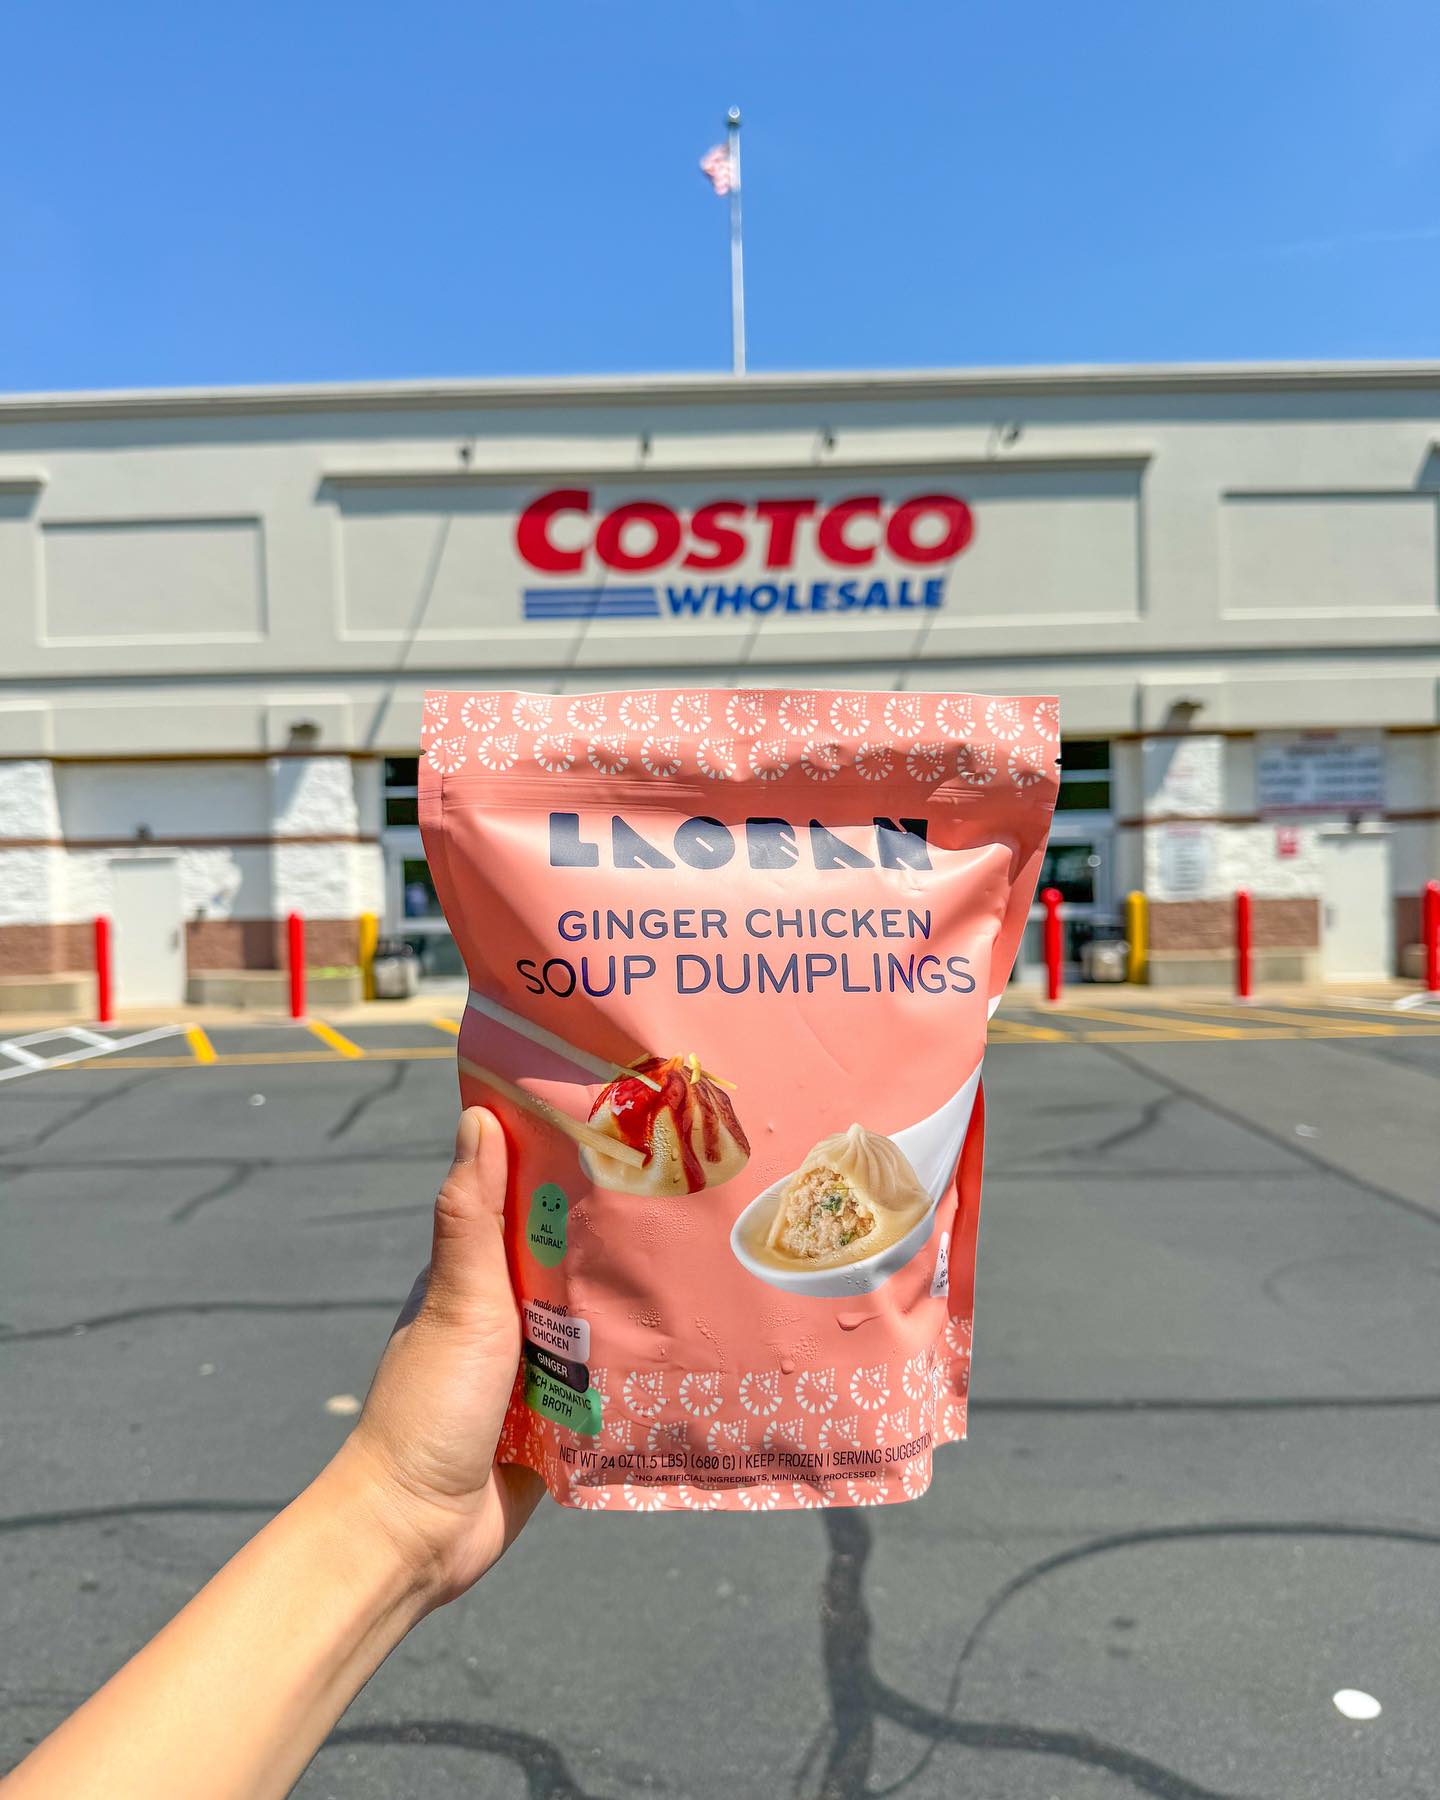 COSTCO
WHOLESALE
LAOBAN
GINGER CHICKEN
SOUP DUMPLINGS
ALL
NATURAL*
made with
FREE-RANGE
CHICKEN
GINGER
RICH AROMATIC
BROTH
NET WT 24 OZ (1.5 LBS) (680 G) | KEEP FROZEN | SERVING SUGGESTION
*NO ARTIFICIAL INGREDIENTS, MINIMALLY PROCESSED